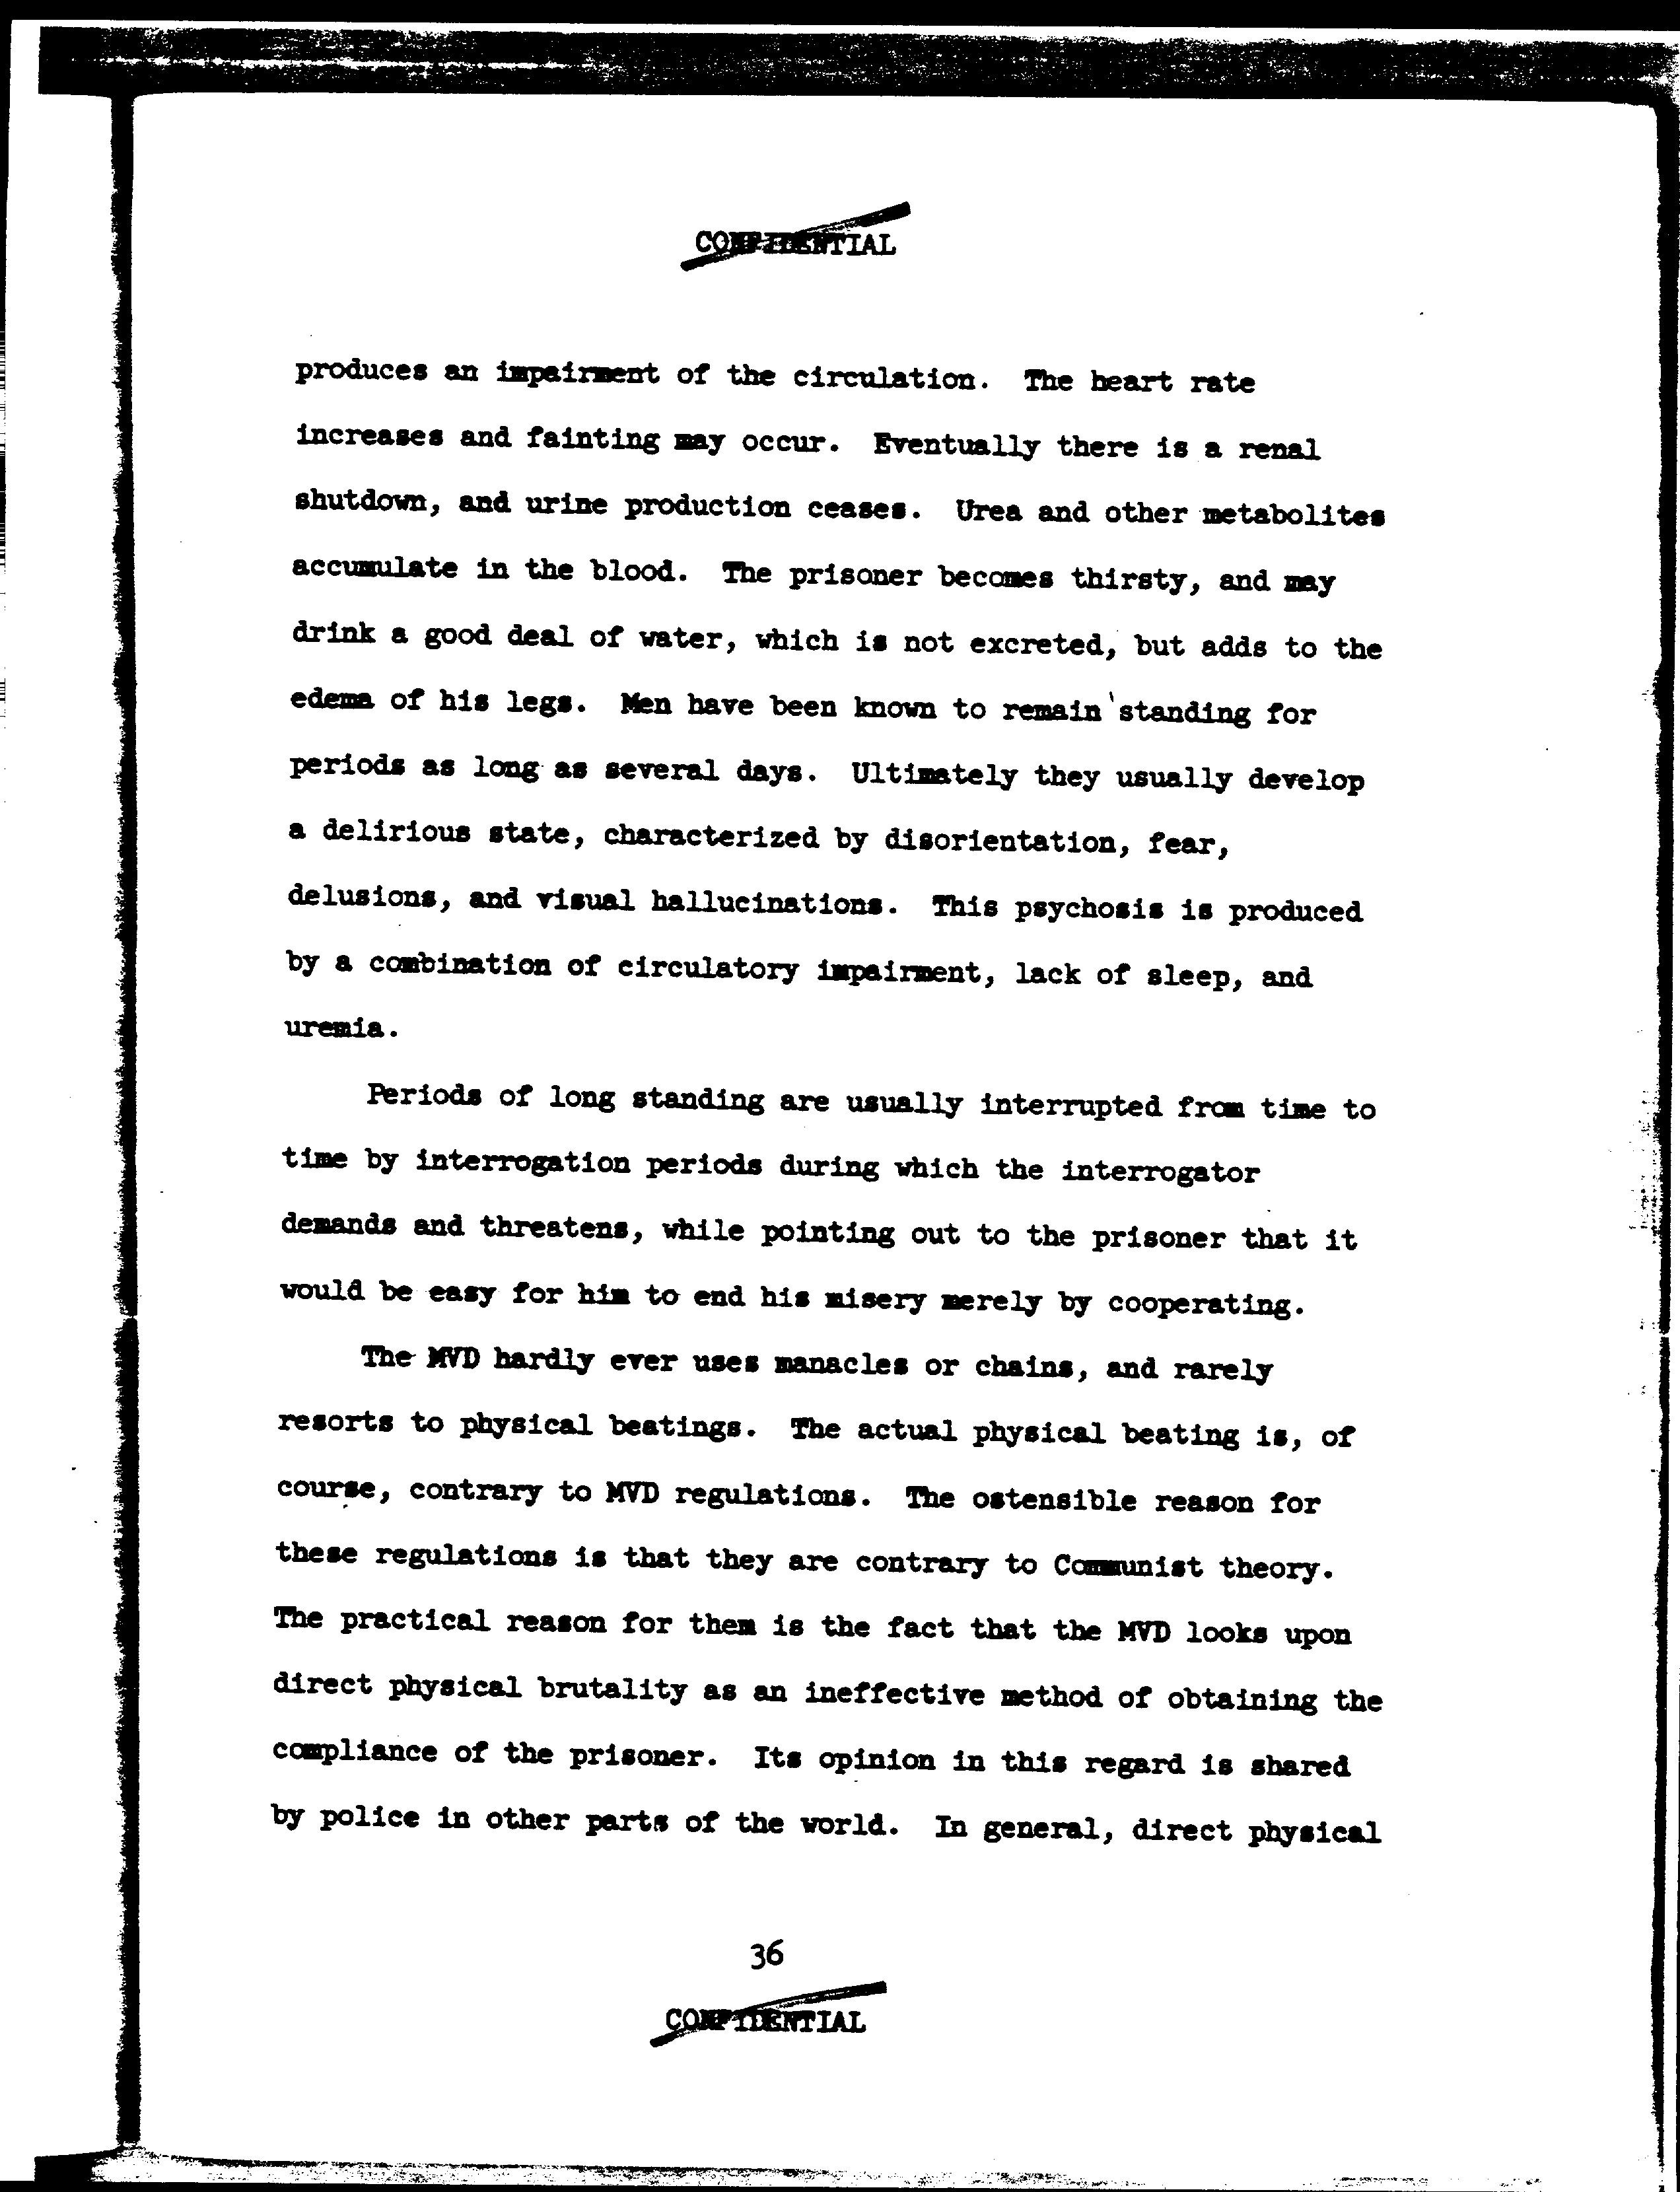 CONFIDENTIAL
produces an impairment of the circulation. The heart rate
increases and fainting may occur. Eventually there is a renal
shutdown, and urine production ceases. Urea and other metabolites
accumulate in the blood. The prisoner becomes thirsty, and may
drink a good deal of water, which is not excreted, but adds to the
edema of his legs. Men have been known to remain standing for
periods as long as several days. Ultimately they usually develop
a delirious state, characterized by disorientation, fear,
delusions, and visual hallucinations. This psychosis is produced
by a combination of circulatory impairment, lack of sleep, and
uremia.
Periods of long standing are usually interrupted from time to
time by interrogation periods during which the interrogator
demands and threatens, while pointing out to the prisoner that it
would be easy for him to end his misery merely by cooperating.
The MVD hardly ever uses manacles or chains, and rarely
resorts to physical beatings. The actual physical beating is, of
course, contrary to MVD regulations. The ostensible reason for
these regulations is that they are contrary to Communist theory.
The practical reason for them is the fact that the MVD looks upon
direct physical brutality as an ineffective method of obtaining the
compliance of the prisoner. Its opinion in this regard is shared
by police in other parts of the world. In general, direct physical
36
CONFIDENTIAL